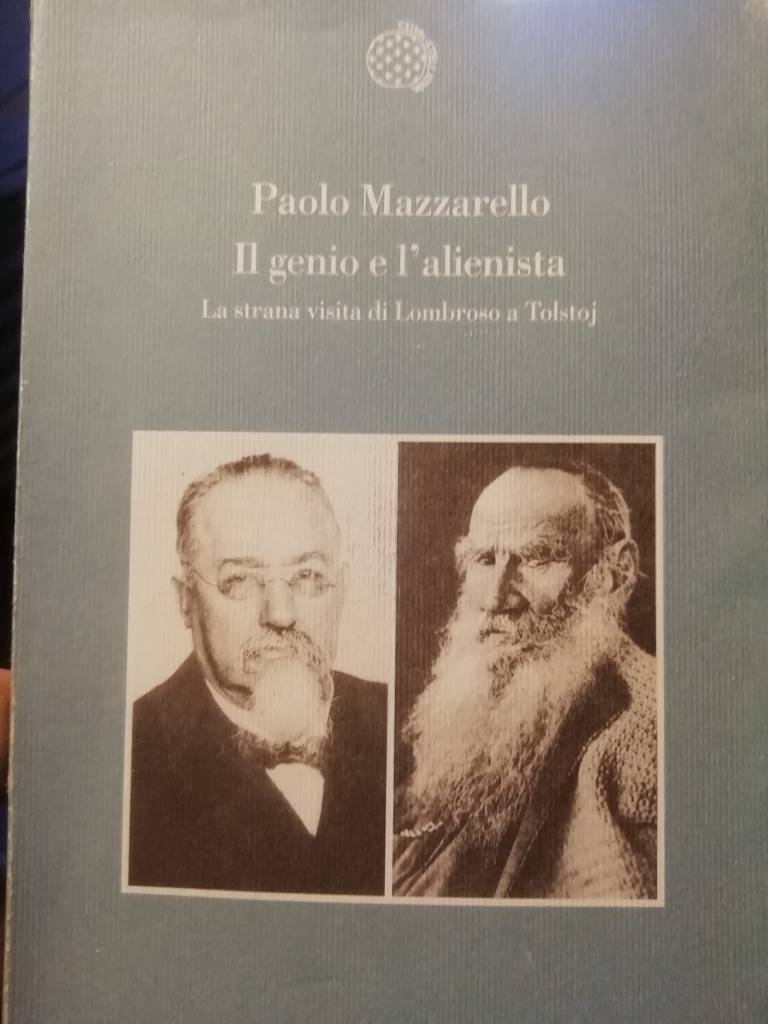 Paolo Mazzarello
Il genio e l'alienista
La strana visita di Lombroso a Tolstoj